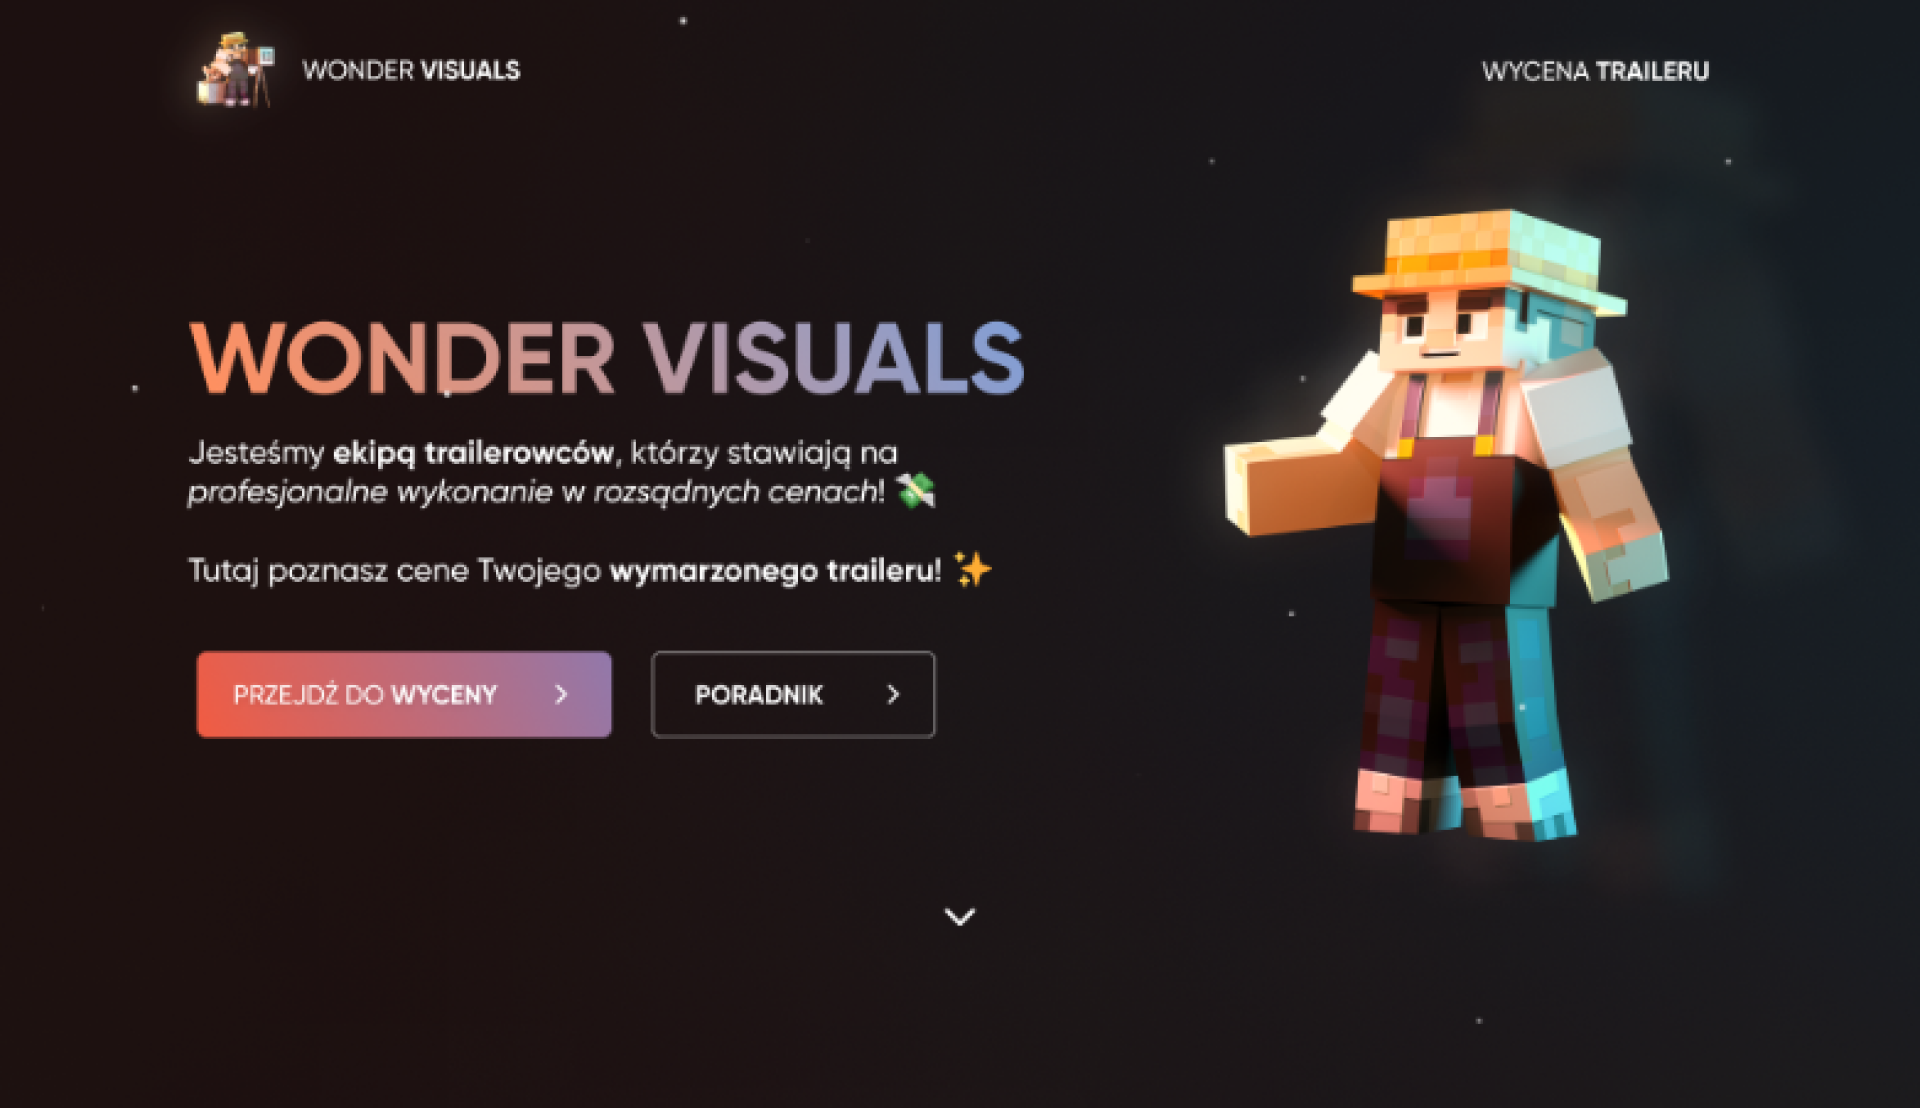 WONDER VISUALS
WYCENA TRAILERU
WONDER VISUALS
Jesteśmy ekipą trailerowców, którzy stawiają na
profesjonalne wykonanie w rozsądnych cenach! 💸
Tutaj poznasz cene Twojego wymarzonego traileru! ✨
PRZEJDŹ DO WYCENY
PORADNIK